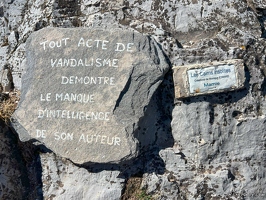 TOUT ACTE DE
VANDALISME
DEMONTRE
LE MANQUE
D'INTELLIGENCE
DE SON AUTEUR